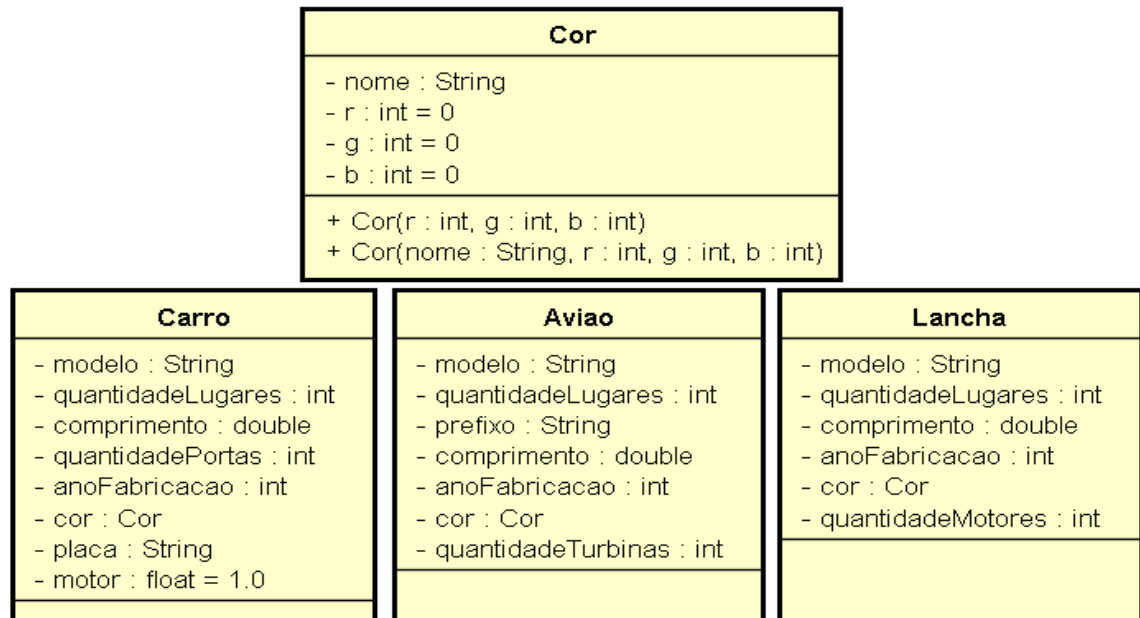 Cor
- nome : String
- r : int = 0
- g : int = 0
- b : int = 0
+ Cor(r : int, g : int, b : int)
+ Cor(nome : String, r : int, g : int, b : int)
Carro
- modelo : String
- quantidadeLugares : int
- comprimento : double
- quantidadePortas : int
- anoFabricacao : int
- cor : Cor
- placa : String
- motor : float = 1.0
Aviao
- modelo : String
- quantidadeLugares : int
- prefixo : String
- comprimento : double
- anoFabricacao : int
- cor : Cor
- quantidadeTurbinas : int
Lancha
- modelo : String
- quantidadeLugares : int
- comprimento : double
- anoFabricacao : int
- cor : Cor
- quantidadeMotores : int